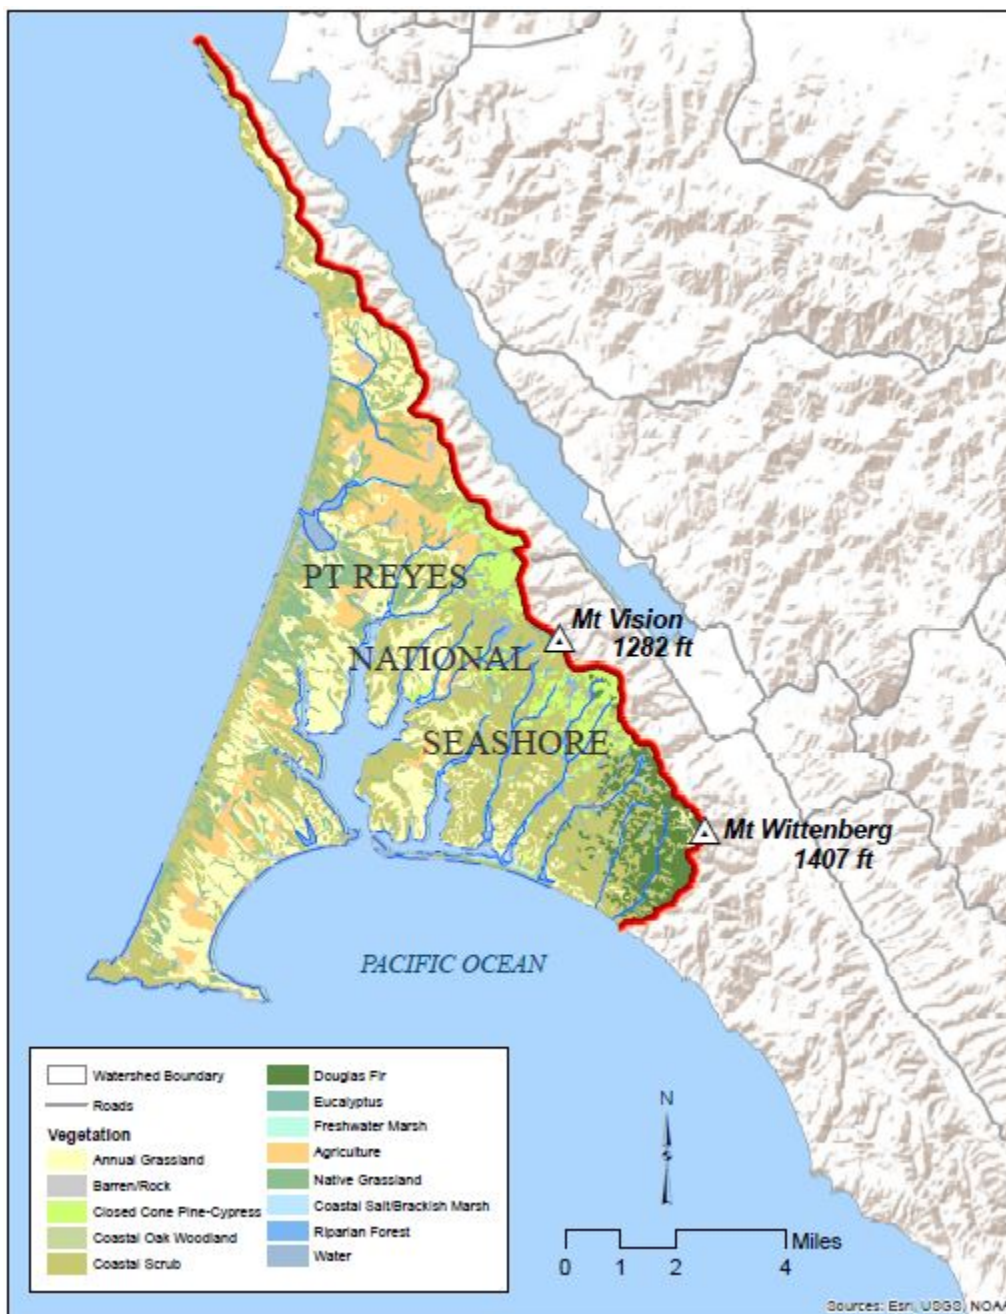 PT REYES
Mt Vision
1282 ft
NATIONAL
SEASHORE
Mt Wittenberg
1407 ft
PACIFIC OCEAN
Watershed Boundary
Roads
Vegetation
Annual Grassland
Barren/Rock
Closed Cone Pine-Cypress
Coastal Oak Woodland
Coastal Scrub
Douglas Fir
Eucalyptus
Freshwater Marsh
Agriculture
Native Grassland
Coastal Salt/Brackish Marsh
Riparian Forest
Water
N
Miles
0 1 2 4
Sources: Esri, USGS, NOAA